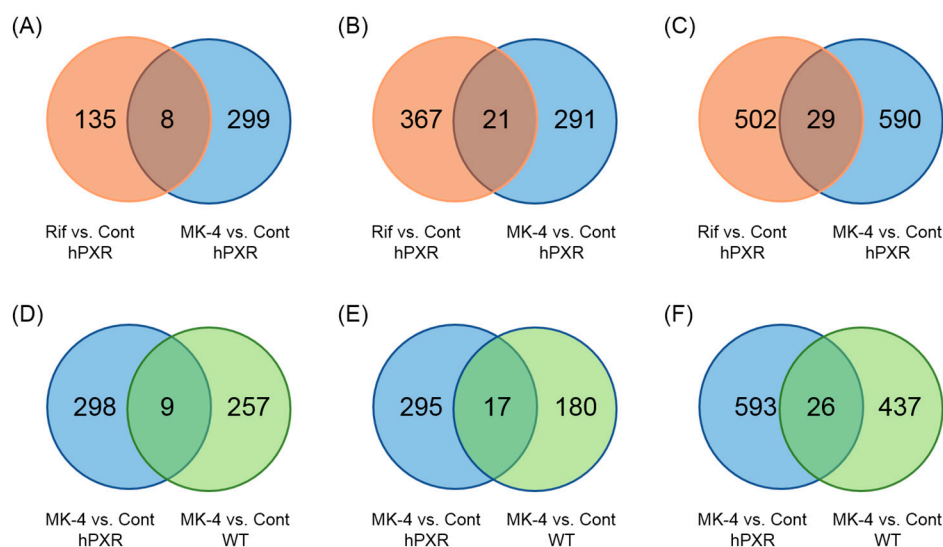 (A)
135 8 299
Rif vs. Cont MK-4 vs. Cont
hPXR hPXR
(B)
367 21 291
Rif vs. Cont MK-4 vs. Cont
hPXR hPXR
(C)
502 29 590
Rif vs. Cont MK-4 vs. Cont
hPXR hPXR
(D)
298 9 257
MK-4 vs. Cont MK-4 vs. Cont
hPXR WT
(E)
295 17 180
MK-4 vs. Cont MK-4 vs. Cont
hPXR WT
(F)
593 26 437
MK-4 vs. Cont MK-4 vs. Cont
hPXR WT